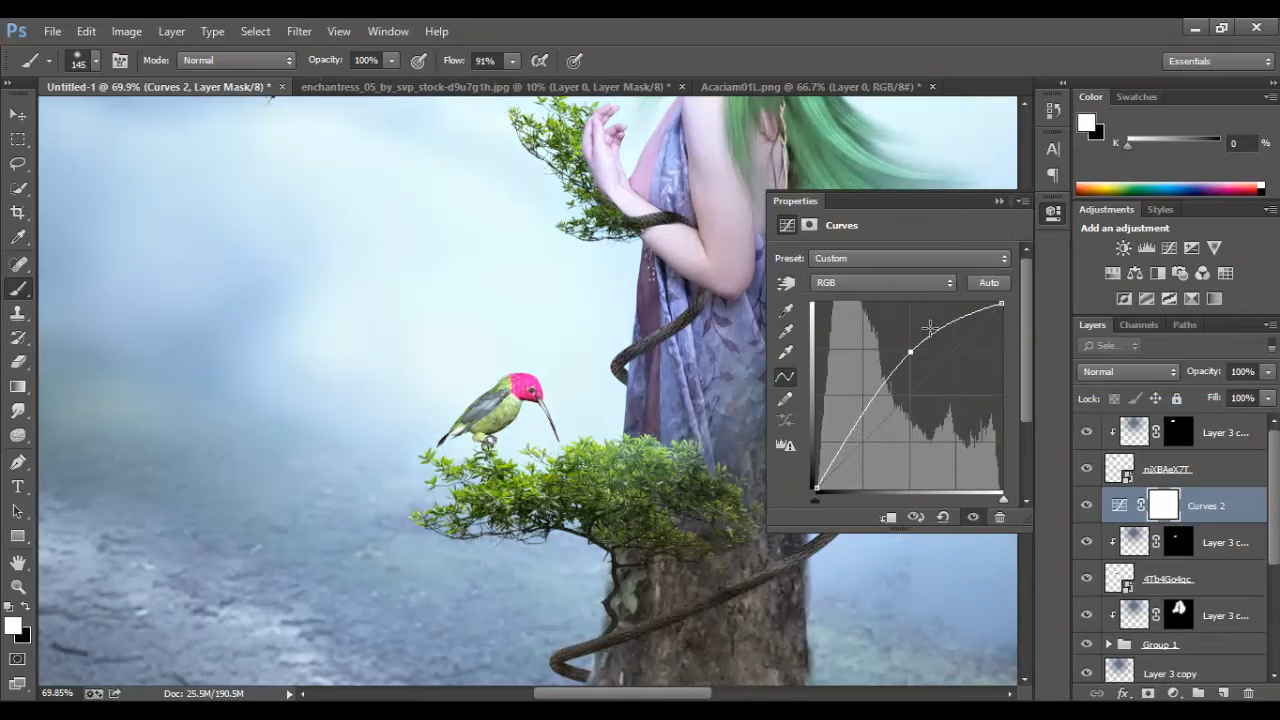 Ps File Edit Image Layer Type Select Filter View Window Help
145 Mode: Normal Opacity: 100% Flow: 91% Essentials
Untitled-1 @ 69.9% (Curves 2, Layer Mask/8) * × enchantress_05_by_svp_stock-d9u7g1h.jpg @ 10% (Layer 0, Layer Mask/8) * × Acaciam01L.png @ 66.7% (Layer 0, RGB/8#) * ×
Color Swatches
K 0 %
Properties
Curves
Preset: Custom
RGB Auto
Adjustments Styles
Add an adjustment
Layers Channels Paths
Sele...
Normal Opacity: 100%
Lock: Fill: 100%
Layer 3 c...
niXBAeX7T
Curves 2
Layer 3 c...
4Tb4Go4qc
Layer 3 c...
Group 1
Layer 3 copy
69.85% Doc: 25.5M/190.5M
fx